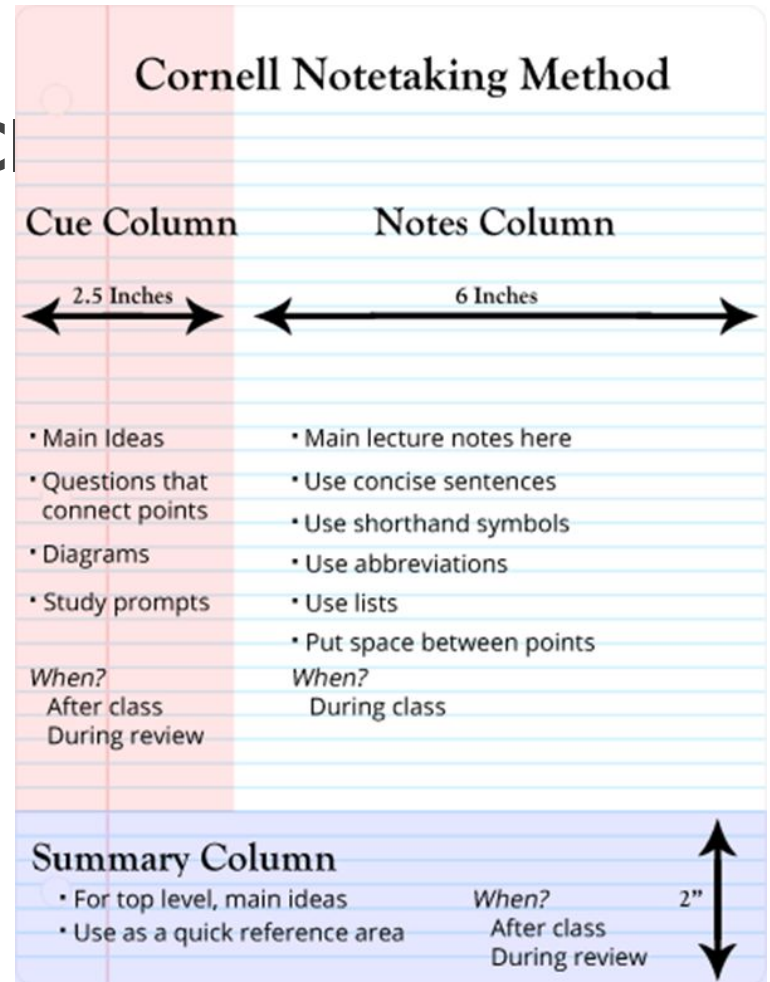 Cornell Notetaking Method
Cue Column
2.5 Inches
• Main Ideas
• Questions that
connect points
• Diagrams
• Study prompts
When?
After class
During review
Notes Column
6 Inches
• Main lecture notes here
• Use concise sentences
• Use shorthand symbols
• Use abbreviations
• Use lists
• Put space between points
When?
During class
Summary Column
• For top level, main ideas
• Use as a quick reference area
When?
After class
During review
2”